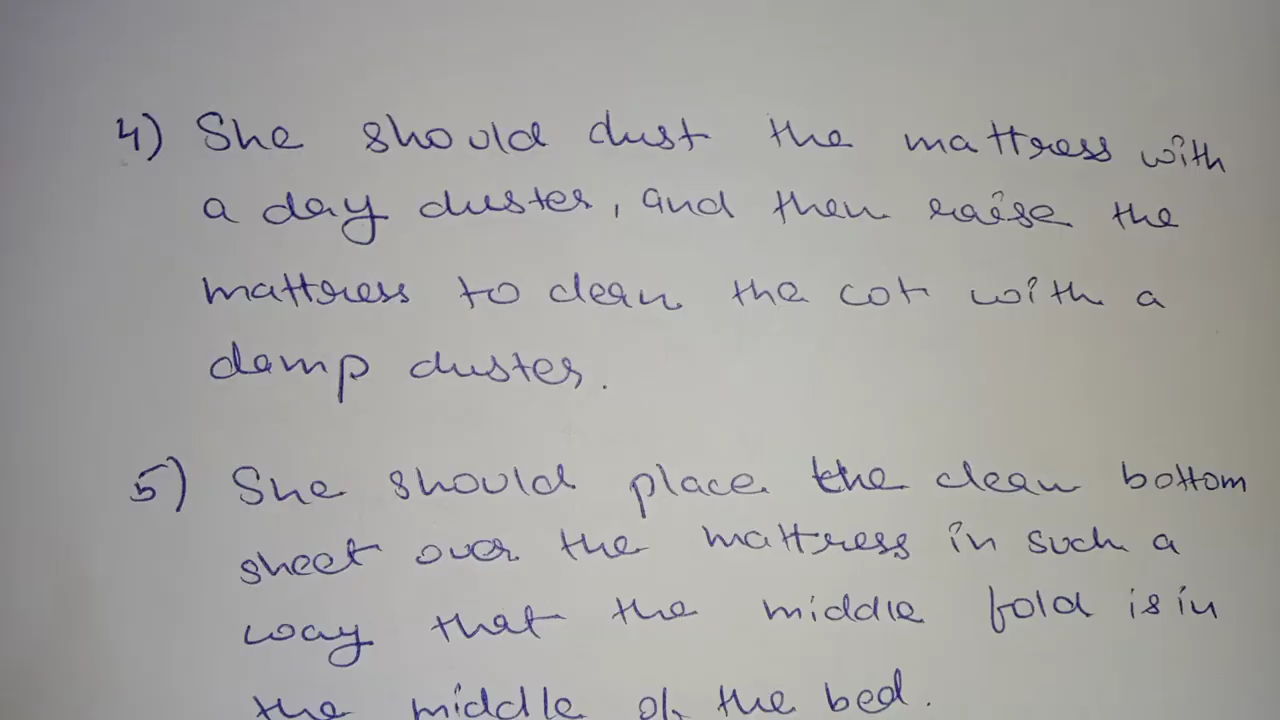 4) She should dust the mattress with
a day duster, and then raise the
mattress to clean the cot with a
damp duster.
5) She should place the clean bottom
sheet over the mattress in such a
way that the middle fold is in
the middle of the bed.